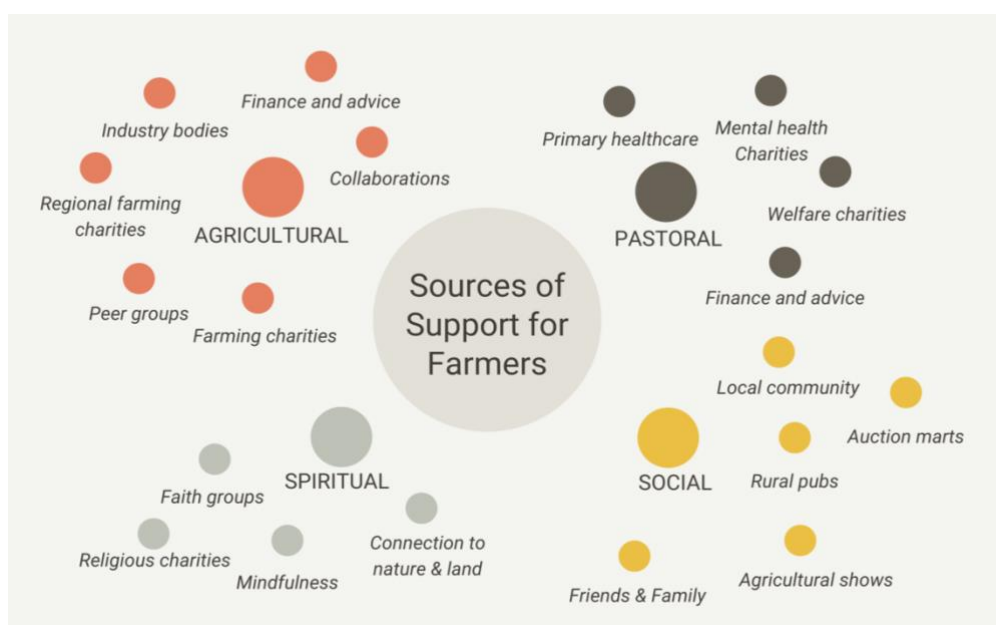 Finance and advice
Industry bodies
Collaborations
Regional farming
charities
AGRICULTURAL
Peer groups
Farming charities
Primary healthcare
Mental health
Charities
Welfare charities
PASTORAL
Finance and advice
Sources of
Support for
Farmers
SPIRITUAL
Faith groups
Religious charities
Mindfulness
Connection to
nature & land
Local community
Auction marts
SOCIAL
Rural pubs
Agricultural shows
Friends & Family